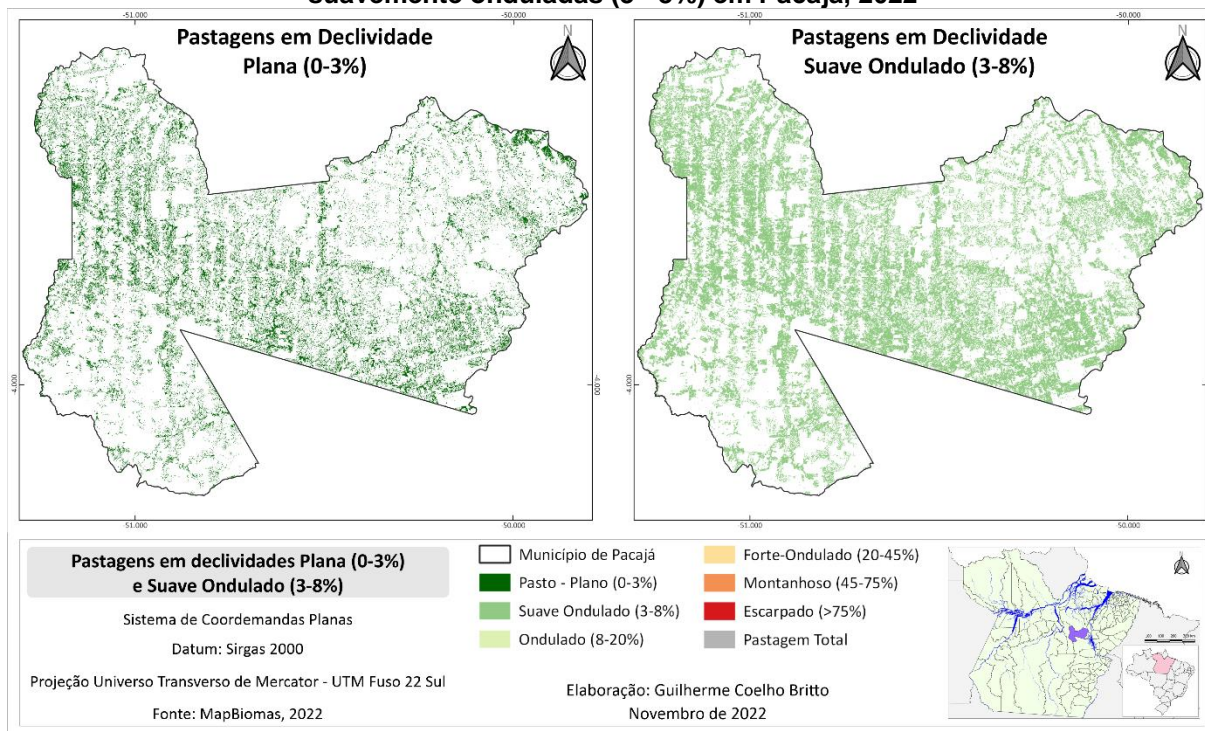 suavemente onduladas (3 - 8%) em Pacajá, 2022
-51.000
-50.000
-51.000
-50.000
Pastagens em Declividade
Plana (0-3%)
Pastagens em Declividade
Suave Ondulado (3-8%)
-4.000
-4.000
-4.000
-51.000
-50.000
-51.000
-50.000
Pastagens em declividades Plana (0-3%)
e Suave Ondulado (3-8%)
Sistema de Coordemandas Planas
Datum: Sirgas 2000
Projeção Universo Transverso de Mercator - UTM Fuso 22 Sul
Fonte: MapBiomas, 2022
Município de Pacajá
Pasto - Plano (0-3%)
Suave Ondulado (3-8%)
Ondulado (8-20%)
Forte-Ondulado (20-45%)
Montanhoso (45-75%)
Escarpado (>75%)
Pastagem Total
Elaboração: Guilherme Coelho Britto
Novembro de 2022